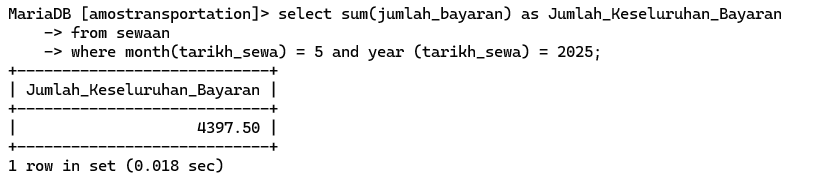 MariaDB [amostransportation]> select sum(jumlah_bayaran) as Jumlah_Keseluruhan_Bayaran
    -> from sewaan
    -> where month(tarikh_sewa) = 5 and year (tarikh_sewa) = 2025;
+----------------------------+
| Jumlah_Keseluruhan_Bayaran |
+----------------------------+
|                    4397.50 |
+----------------------------+
1 row in set (0.018 sec)